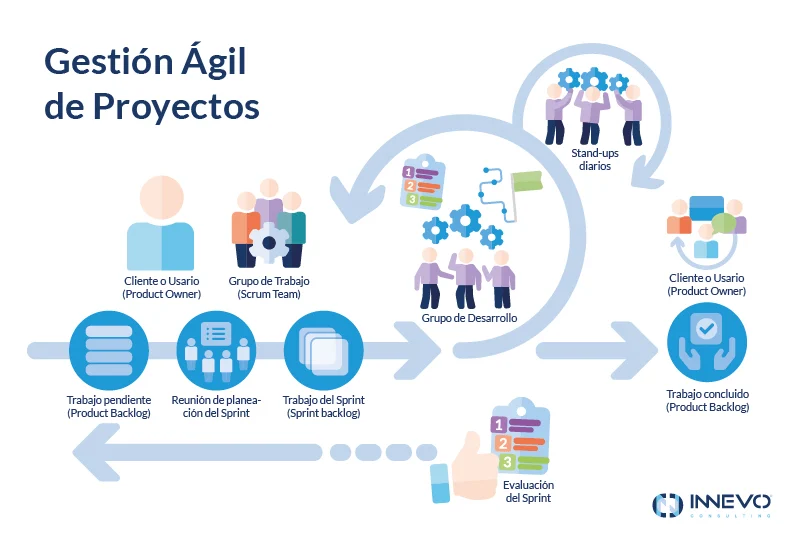 Gestión Ágil
de Proyectos
Stand-ups
diarios
1
2
3
Cliente o Usario
(Product Owner)
Grupo de Trabajo
(Scrum Team)
Cliente o Usario
(Product Owner)
Grupo de Desarrollo
Trabajo pendiente
(Product Backlog)
Reunión de planea-
ción del Sprint
Trabajo del Sprint
(Sprint backlog)
Trabajo concluido
(Product Backlog)
1
2
3
Evaluación
del Sprint
INNEVO
CONSULTING